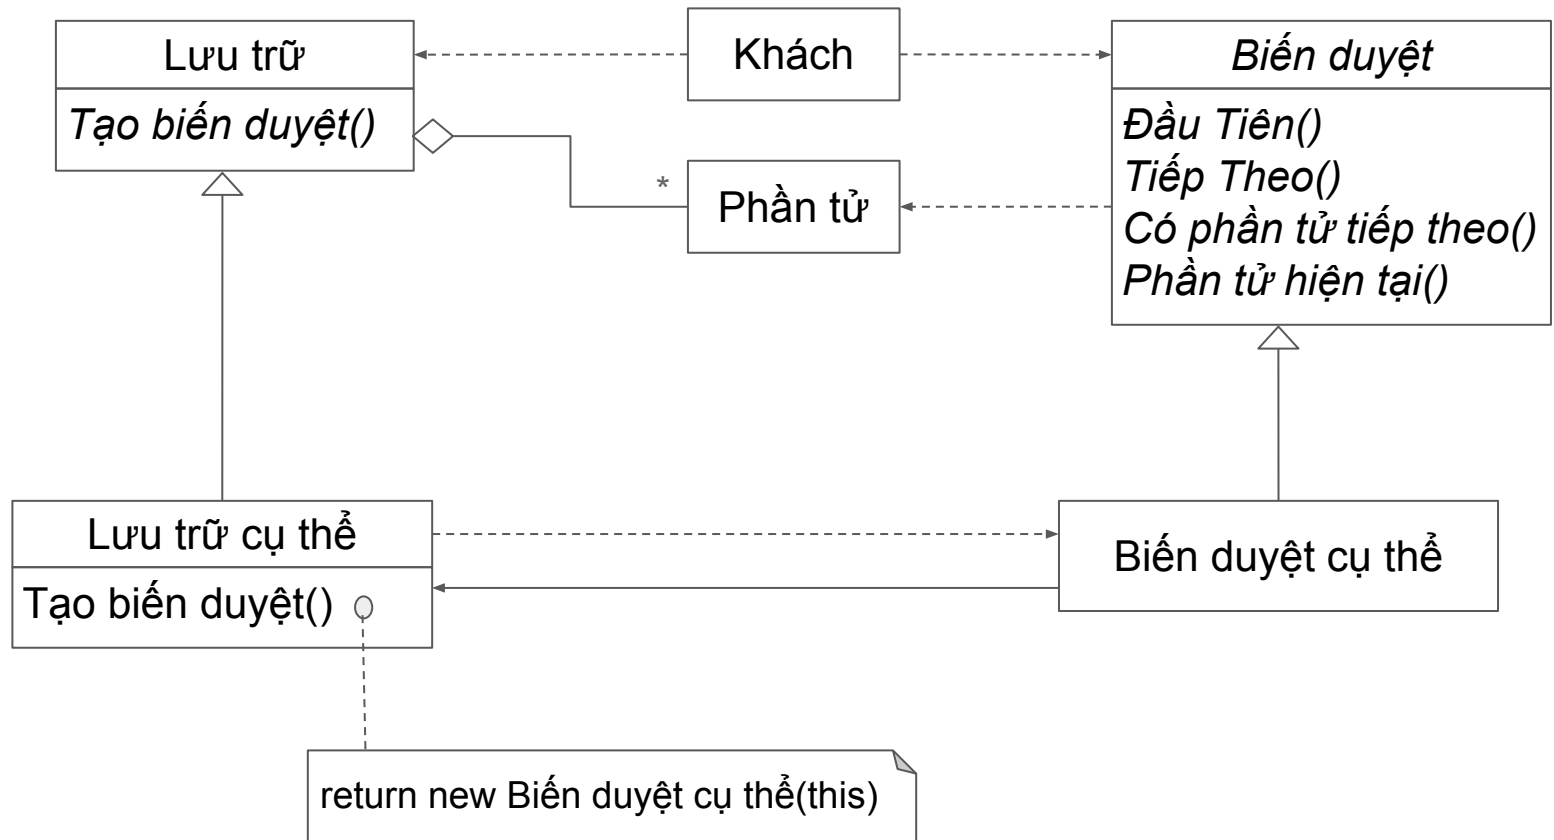 Lưu trữ
Tạo biến duyệt()
Khách
Biến duyệt
Đầu Tiên()
Tiếp Theo()
Có phần tử tiếp theo()
Phần tử hiện tại()
*
Phần tử
Lưu trữ cụ thể
Tạo biến duyệt()
Biến duyệt cụ thể
return new Biến duyệt cụ thể(this)